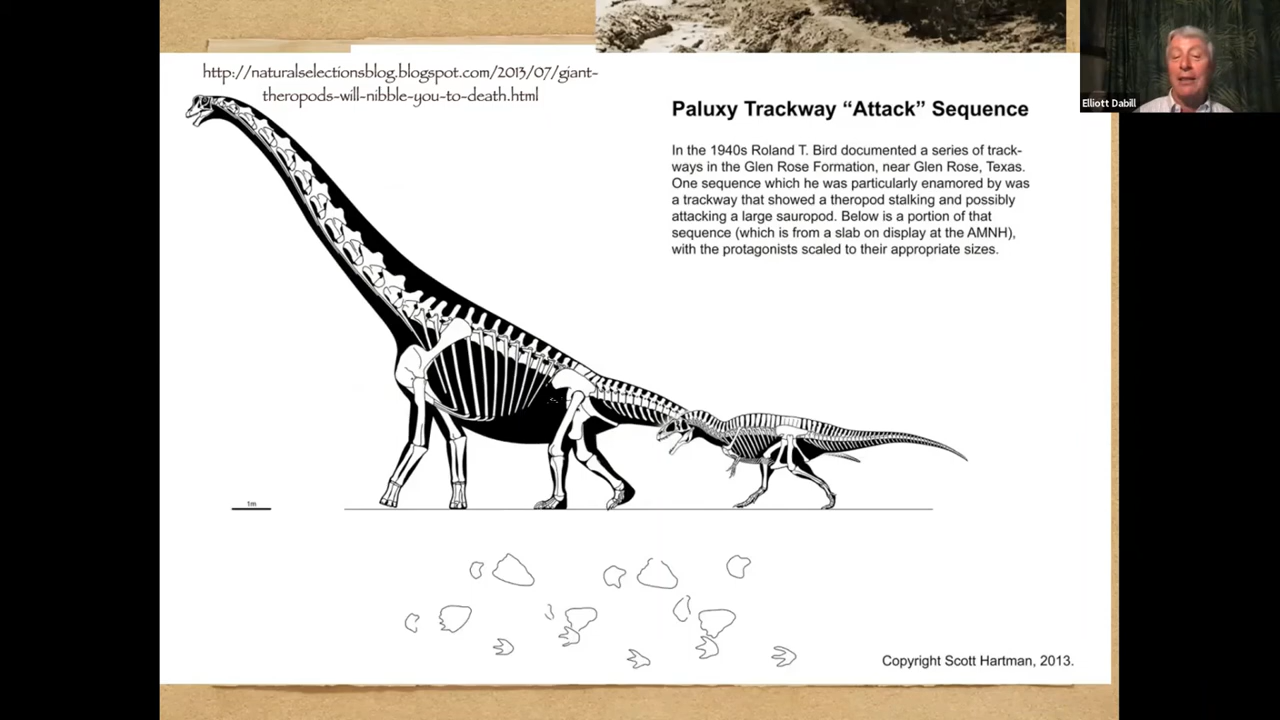 http://naturalselectionsblog.blogspot.com/2013/07/giant-
theropods-will-nibble-you-to-death.html
Elliott Dabill
Paluxy Trackway “Attack” Sequence
In the 1940s Roland T. Bird documented a series of track-
ways in the Glen Rose Formation, near Glen Rose, Texas.
One sequence which he was particularly enamored by was
a trackway that showed a theropod stalking and possibly
attacking a large sauropod. Below is a portion of that
sequence (which is from a slab on display at the AMNH),
with the protagonists scaled to their appropriate sizes.
1m
Copyright Scott Hartman, 2013.